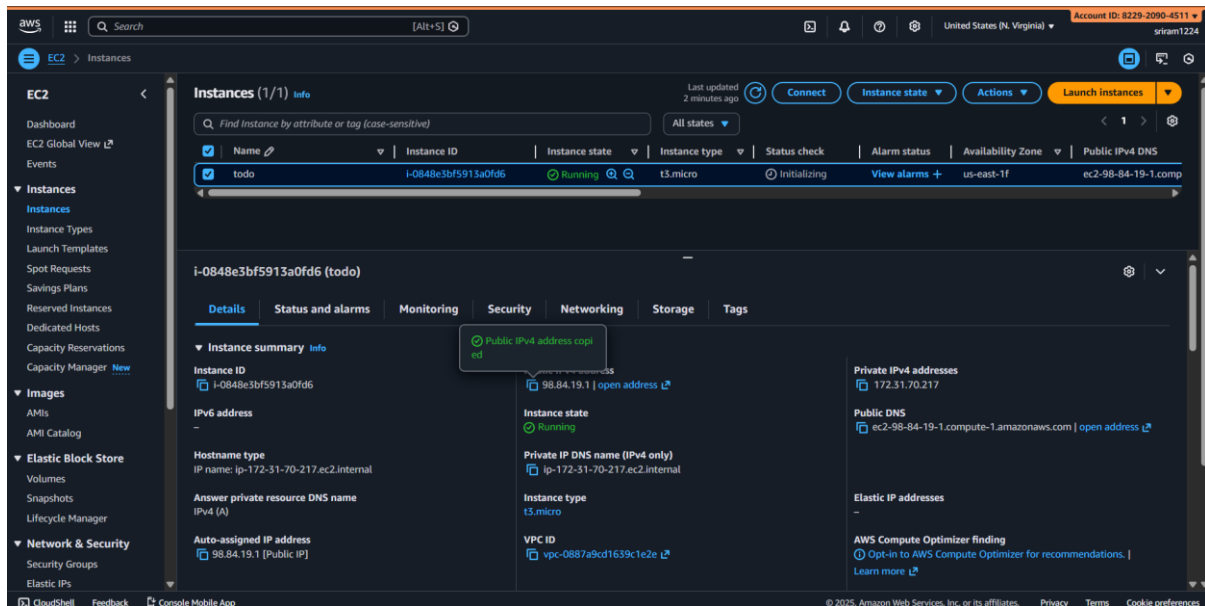 aws
Search
[Alt+S]
United States (N. Virginia)
Account ID: 8229-2090-4511
sriram1224
EC2 > Instances
EC2
Dashboard
EC2 Global View
Events
Instances
Instances
Instance Types
Launch Templates
Spot Requests
Savings Plans
Reserved Instances
Dedicated Hosts
Capacity Reservations
Capacity Manager New
Images
AMIs
AMI Catalog
Elastic Block Store
Volumes
Snapshots
Lifecycle Manager
Network & Security
Security Groups
Elastic IPs
Instances (1/1) Info
Last updated
2 minutes ago
Connect
Instance state
Actions
Launch instances
Find Instance by attribute or tag (case-sensitive)
All states
1
Name
Instance ID
Instance state
Instance type
Status check
Alarm status
Availability Zone
Public IPv4 DNS
todo
i-0848e3bf5913a0fd6
Running
t3.micro
Initializing
View alarms +
us-east-1f
ec2-98-84-19-1.comp
i-0848e3bf5913a0fd6 (todo)
Details
Status and alarms
Monitoring
Security
Networking
Storage
Tags
Public IPv4 address copi
ed
Instance summary Info
Instance ID
i-0848e3bf5913a0fd6
98.84.19.1 | open address
Private IPv4 addresses
172.31.70.217
IPv6 address
–
Instance state
Running
Public DNS
ec2-98-84-19-1.compute-1.amazonaws.com | open address
Hostname type
IP name: ip-172-31-70-217.ec2.internal
Private IP DNS name (IPv4 only)
ip-172-31-70-217.ec2.internal
Answer private resource DNS name
IPv4 (A)
Instance type
t3.micro
Elastic IP addresses
–
Auto-assigned IP address
98.84.19.1 [Public IP]
VPC ID
vpc-0887a9cd1639c1e2e
AWS Compute Optimizer finding
Opt-in to AWS Compute Optimizer for recommendations. |
Learn more
CloudShell
Feedback
Console Mobile App
© 2025, Amazon Web Services, Inc. or its affiliates.
Privacy
Terms
Cookie preferences